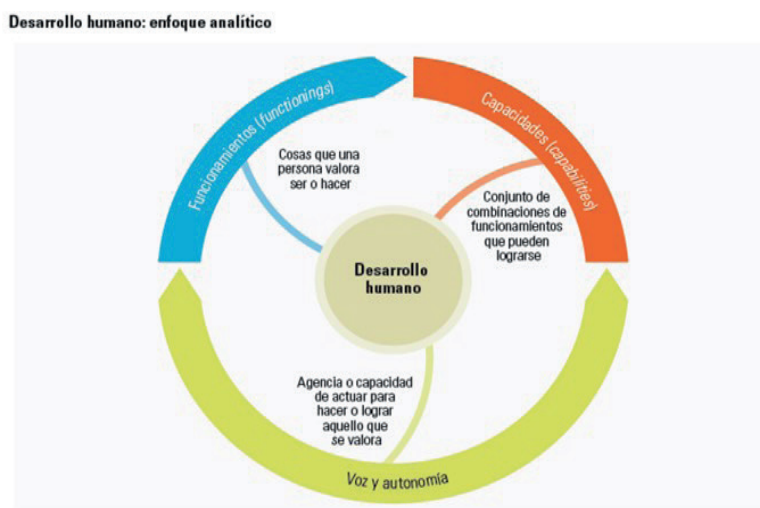 Desarrollo humano: enfoque analítico
Funcionamientos (functionings)
Capacidades (capabilities)
Cosas que una
persona valora
ser o hacer
Conjunto de
combinaciones de
funcionamientos
que pueden
lograrse
Desarrollo
humano
Agencia o capacidad
de actuar para
hacer o lograr
aquello que
se valora
Voz y autonomía